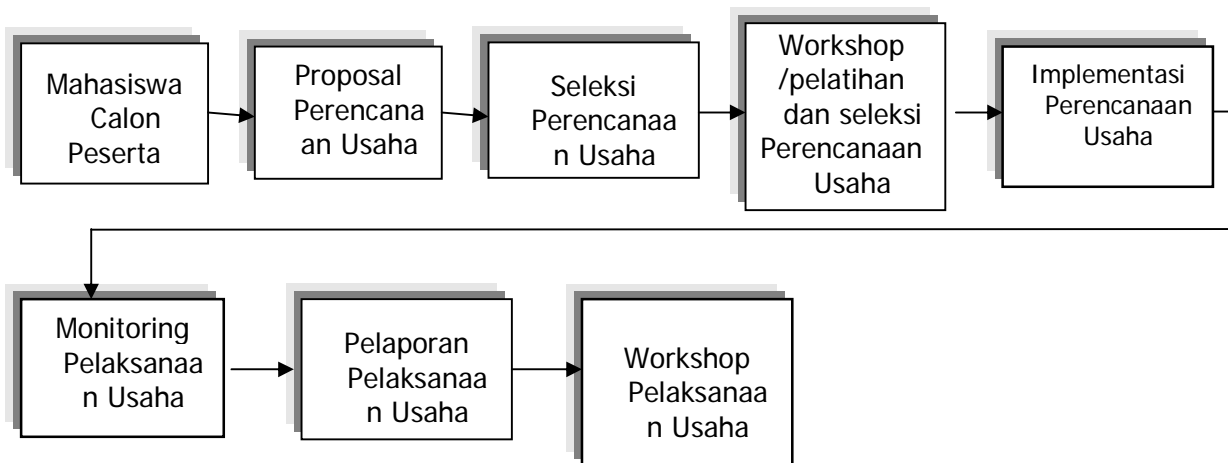 Mahasiswa
Calon
Peserta
Proposal
Perencana
an Usaha
Seleksi
Perencanaa
n Usaha
Workshop
/pelatihan
dan seleksi
Perencanaan
Usaha
Implementasi
Perencanaan
Usaha
Monitoring
Pelaksanaa
n Usaha
Pelaporan
Pelaksanaa
n Usaha
Workshop
Pelaksanaa
n Usaha